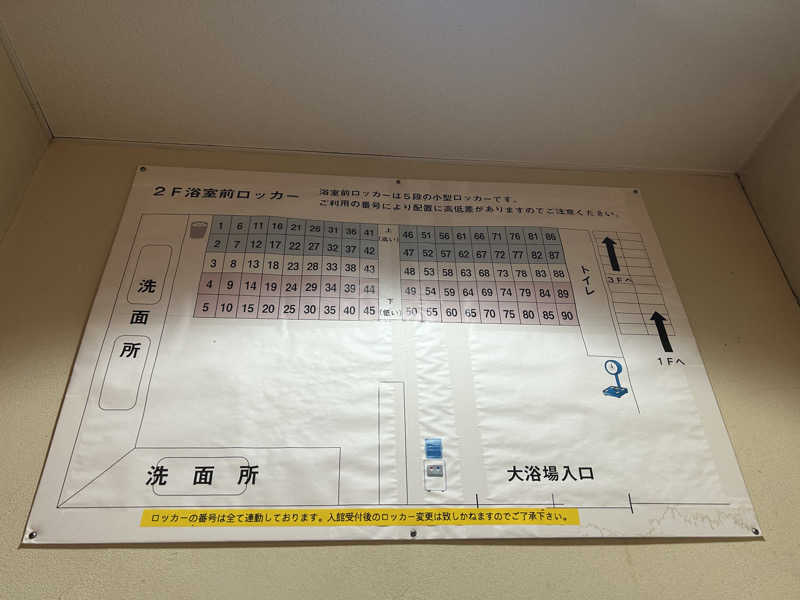 2F浴室前ロッカー
浴室前ロッカーは5段の小型ロッカーです。
ご利用の番号により配置に高低差がありますのでご注意ください。
1 6 11 16 21 26 31 36 41 上 46 51 56 61 66 71 76 81 86
(高い)
2 7 12 17 22 27 32 37 42 47 52 57 62 67 72 77 82 87
3 8 13 18 23 28 33 38 43 48 53 58 63 68 73 78 83 88
4 9 14 19 24 29 34 39 44 49 54 59 64 69 74 79 84 89
下
5 10 15 20 25 30 35 40 45 (低い) 50 55 60 65 70 75 80 85 90
トイレ
3Fへ
1Fへ
洗面所
洗面所
大浴場入口
ロッカーの番号は全て連動しております。入館受付後のロッカー変更は致しかねますのでご了承下さい。